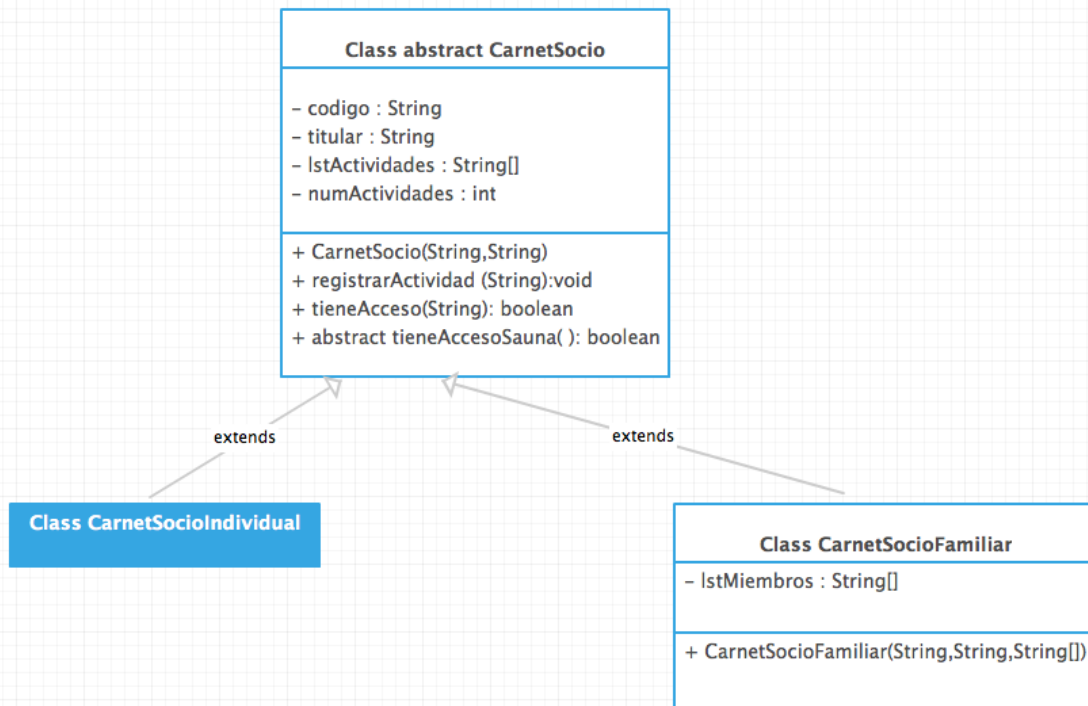 Class abstract CarnetSocio
– codigo : String
– titular : String
– lstActividades : String[]
– numActividades : int
+ CarnetSocio(String,String)
+ registrarActividad (String):void
+ tieneAcceso(String): boolean
+ abstract tieneAccesoSauna( ): boolean
extends
extends
Class CarnetSocioIndividual
Class CarnetSocioFamiliar
– lstMiembros : String[]
+ CarnetSocioFamiliar(String,String,String[])